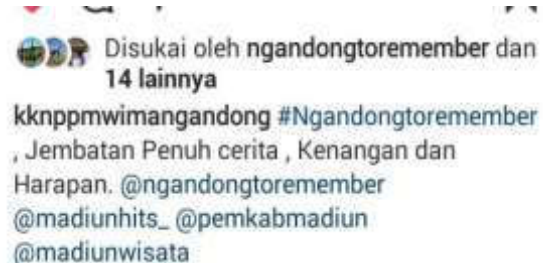 Disukai oleh ngandongtoremember dan
14 lainnya
kknppmwimangandong #Ngandongtoremember
, Jembatan Penuh cerita , Kenangan dan
Harapan. @ngandongtoremember
@madiunhits_ @pemkabmadiun
@madiunwisata